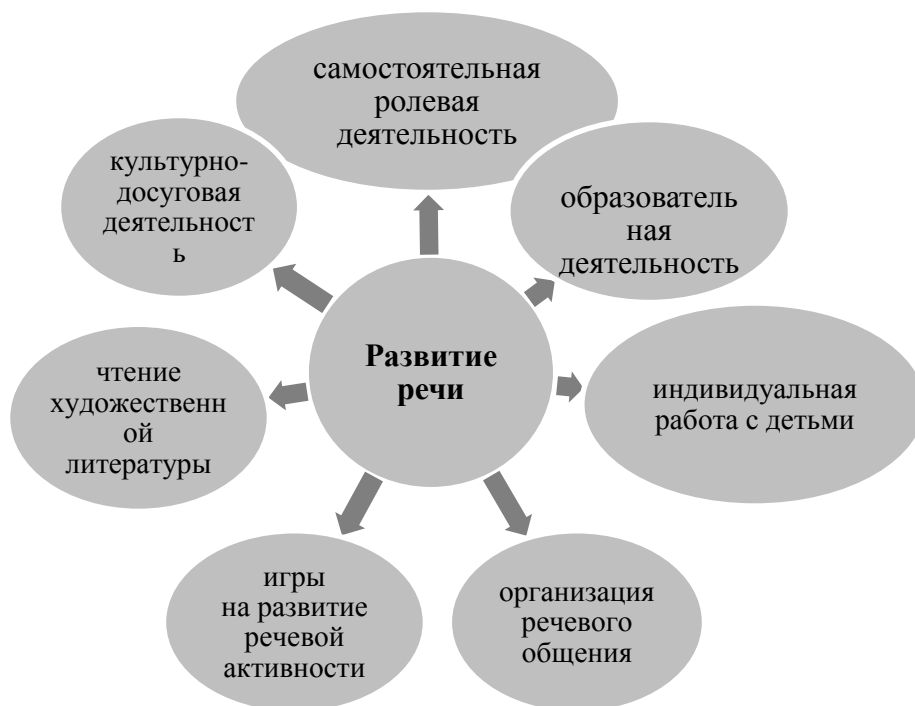 самостоятельная
ролевая
деятельность
культурно-
досуговая
деятельност
ь
образователь
ная
деятельность
Развитие
речи
чтение
художественн
ой
литературы
индивидуальная
работа с детьми
игры
на развитие
речевой
активности
организация
речевого
общения